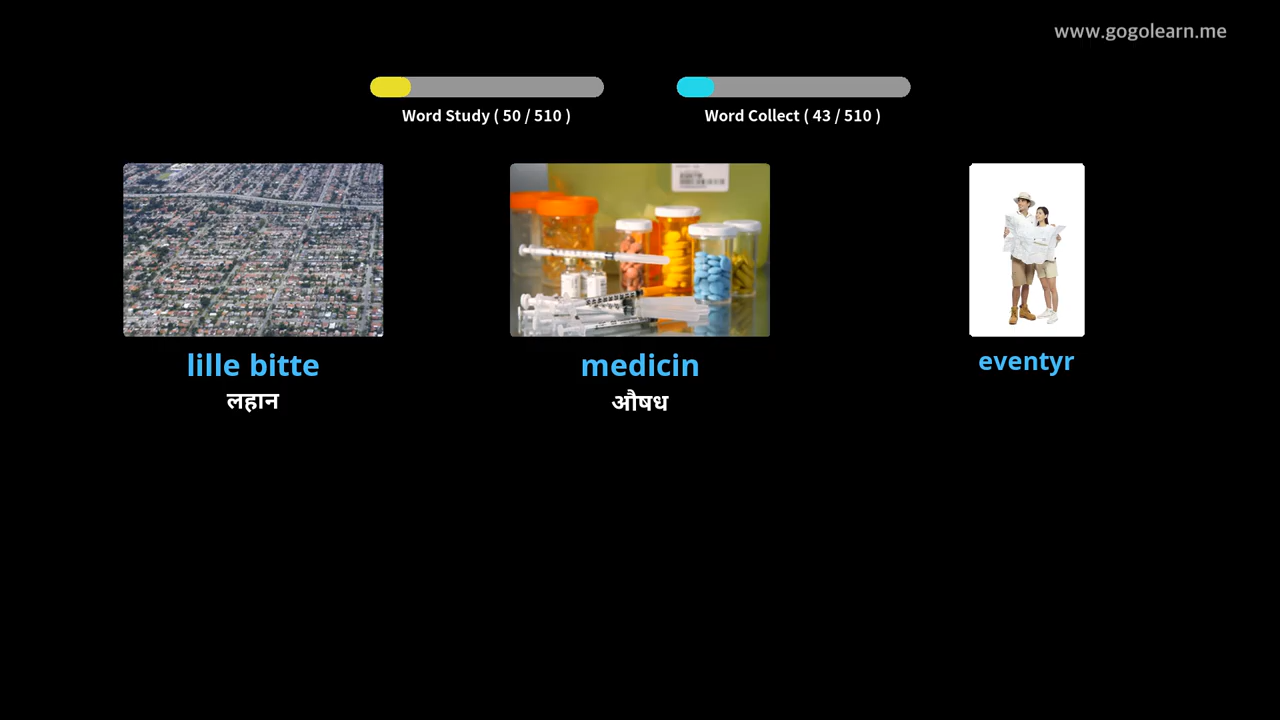 www.gogolearn.me
Word Study ( 50 / 510 )
Word Collect ( 43 / 510 )
lille bitte
लहान
medicin
औषध
eventyr